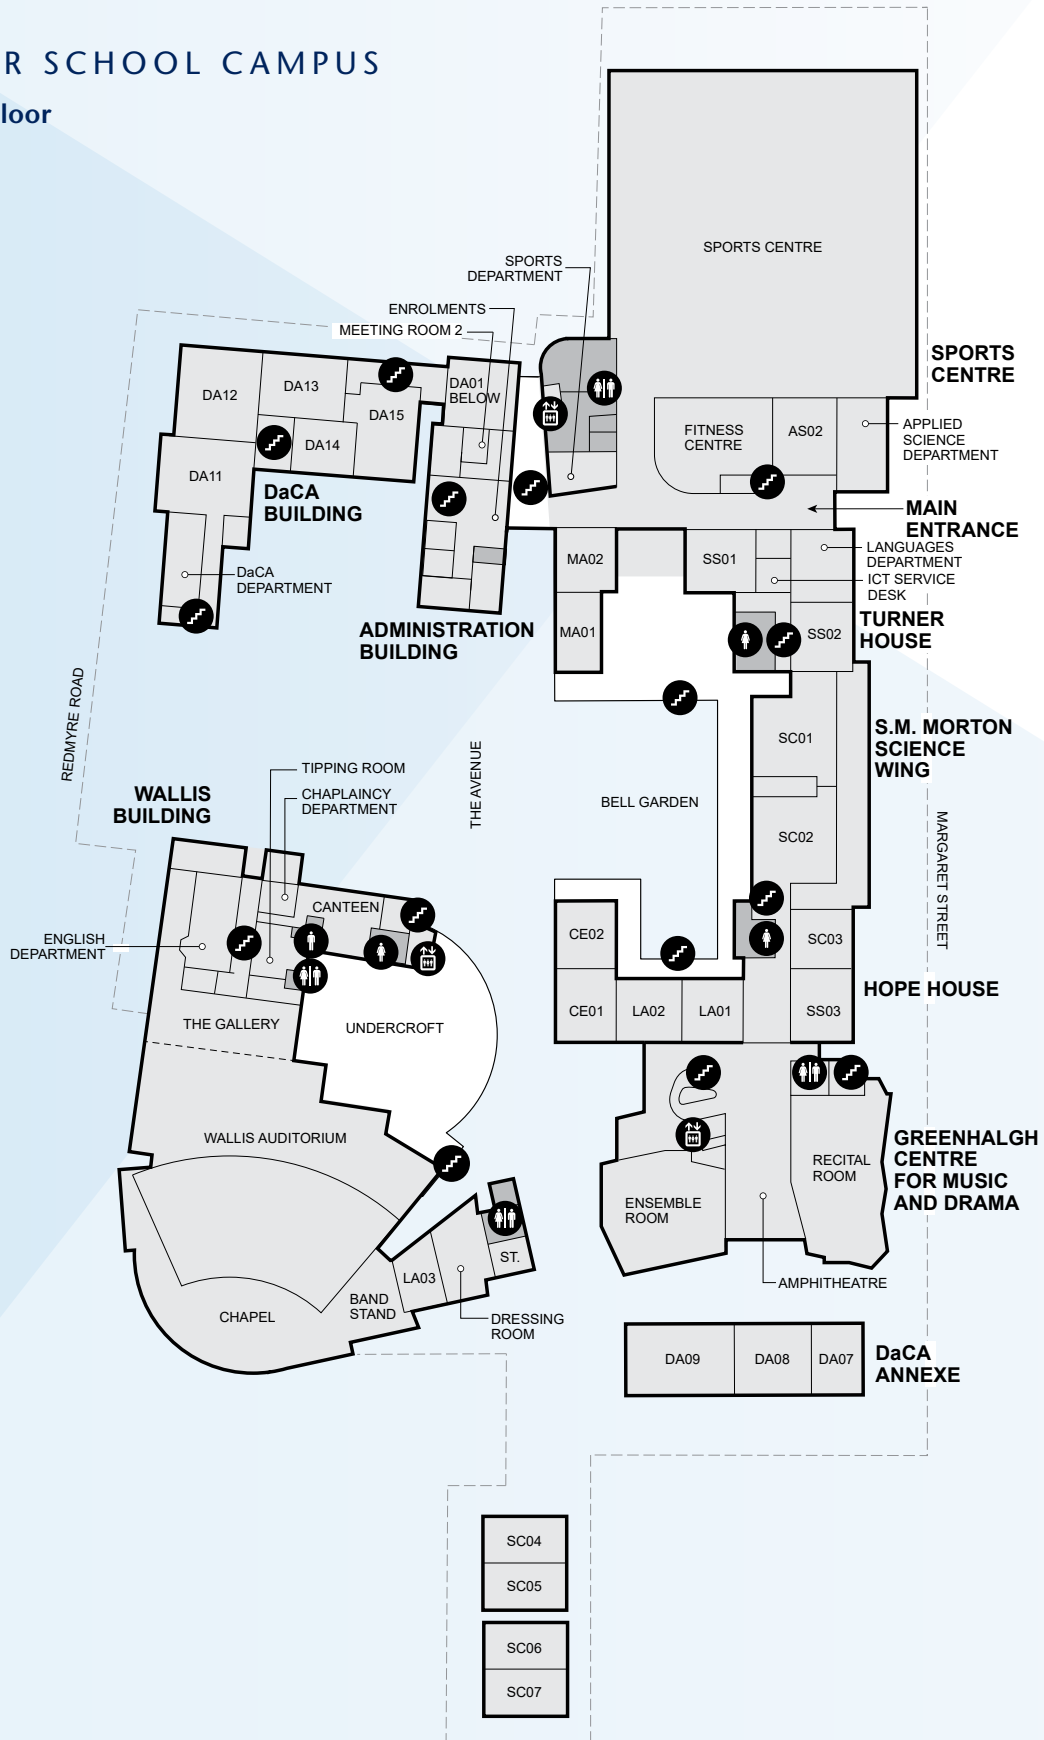 R SCHOOL CAMPUS
loor
SPORTS CENTRE
SPORTS
DEPARTMENT
ENROLMENTS
MEETING ROOM 2
SPORTS
CENTRE
DA12
DA13
DA01
BELOW
DA15
DA14
DA11
FITNESS
CENTRE
AS02
APPLIED
SCIENCE
DEPARTMENT
DaCA
BUILDING
MAIN
ENTRANCE
DaCA
DEPARTMENT
MA02
SS01
LANGUAGES
DEPARTMENT
ICT SERVICE
DESK
ADMINISTRATION
BUILDING
MA01
SS02
TURNER
HOUSE
REDMYRE ROAD
THE AVENUE
SC01
S.M. MORTON
SCIENCE
WING
TIPPING ROOM
CHAPLAINCY
DEPARTMENT
WALLIS
BUILDING
BELL GARDEN
SC02
MARGARET STREET
CANTEEN
ENGLISH
DEPARTMENT
CE02
SC03
HOPE HOUSE
THE GALLERY
UNDERCROFT
CE01
LA02
LA01
SS03
WALLIS AUDITORIUM
GREENHALGH
CENTRE
FOR MUSIC
AND DRAMA
RECITAL
ROOM
ENSEMBLE
ROOM
ST.
LA03
AMPHITHEATRE
BAND
STAND
CHAPEL
DRESSING
ROOM
DA09
DA08
DA07
DaCA
ANNEXE
SC04
SC05
SC06
SC07